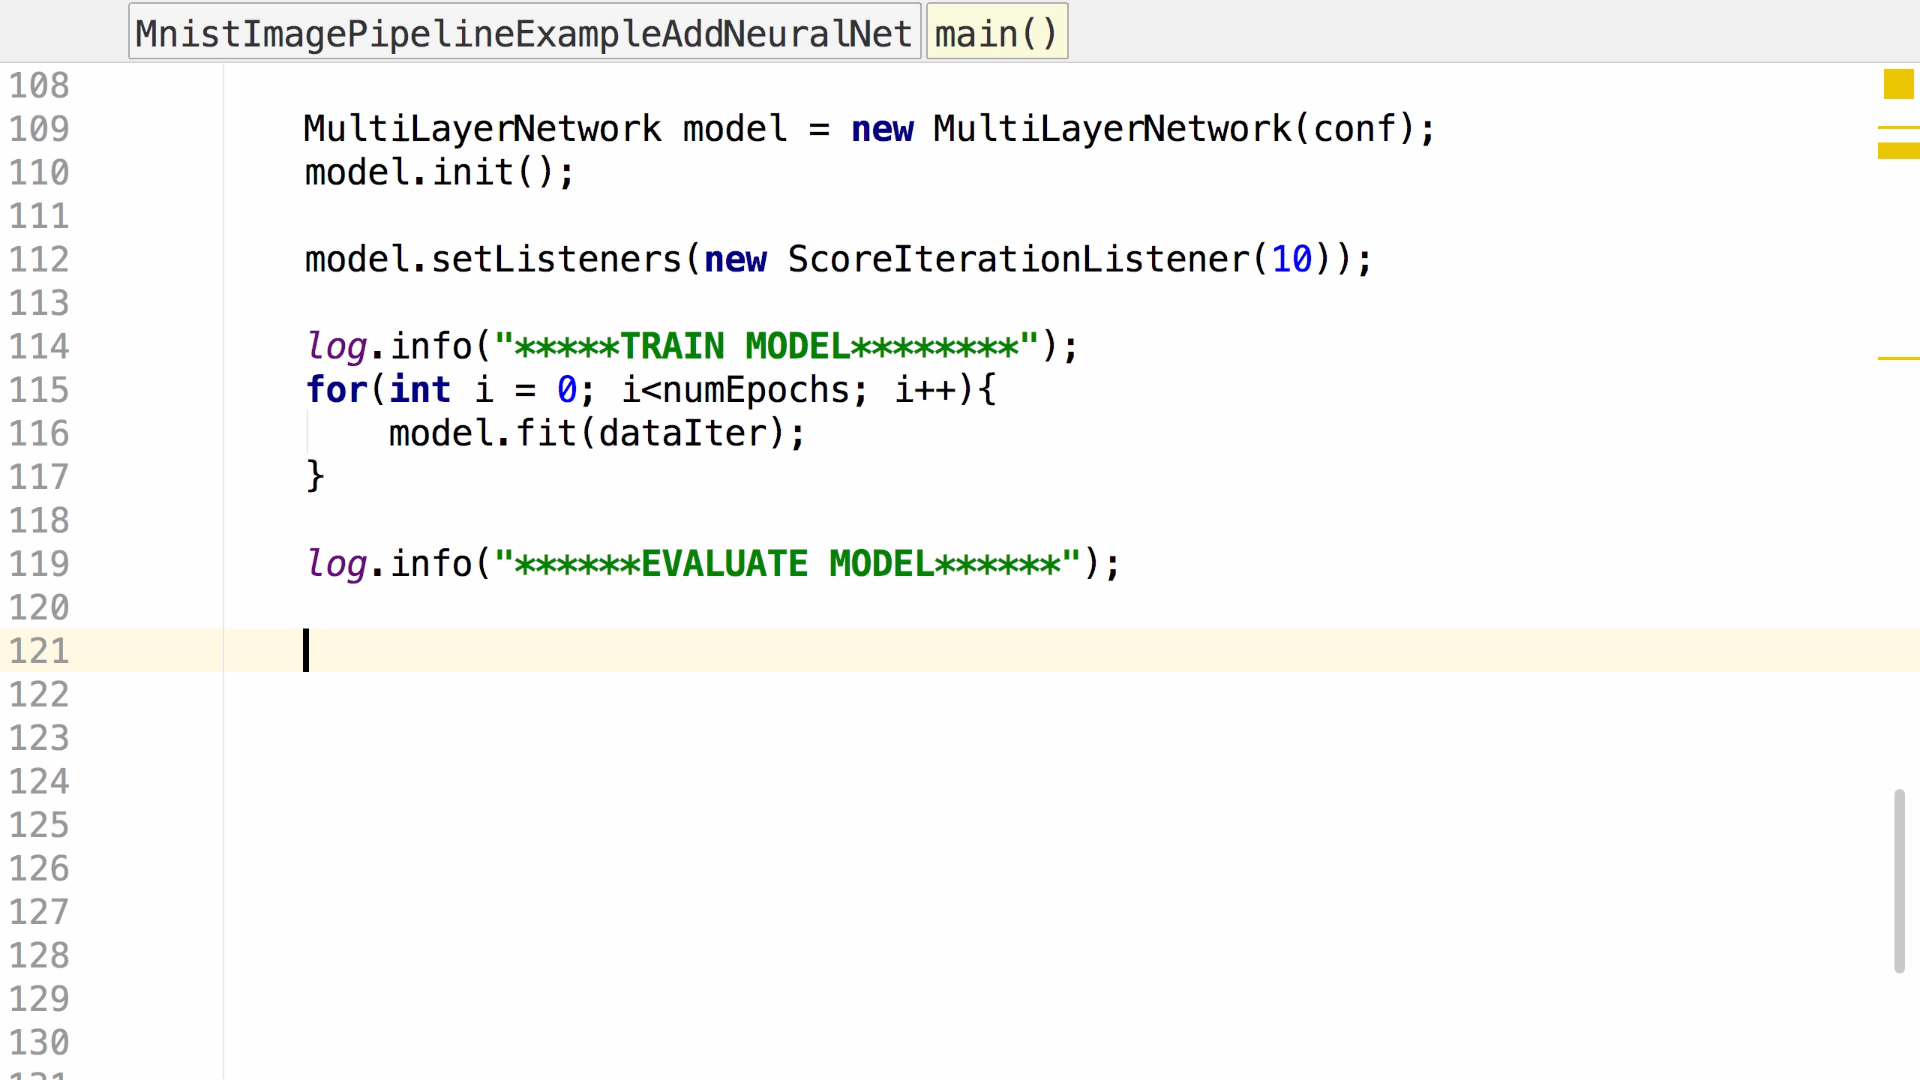 MnistImagePipelineExampleAddNeuralNet main()
108
109 MultiLayerNetwork model = new MultiLayerNetwork(conf);
110 model.init();
111
112 model.setListeners(new ScoreIterationListener(10));
113
114 log.info("*****TRAIN MODEL********");
115 for(int i = 0; i<numEpochs; i++){
116 model.fit(dataIter);
117 }
118
119 log.info("******EVALUATE MODEL******");
120
121
122
123
124
125
126
127
128
129
130
131